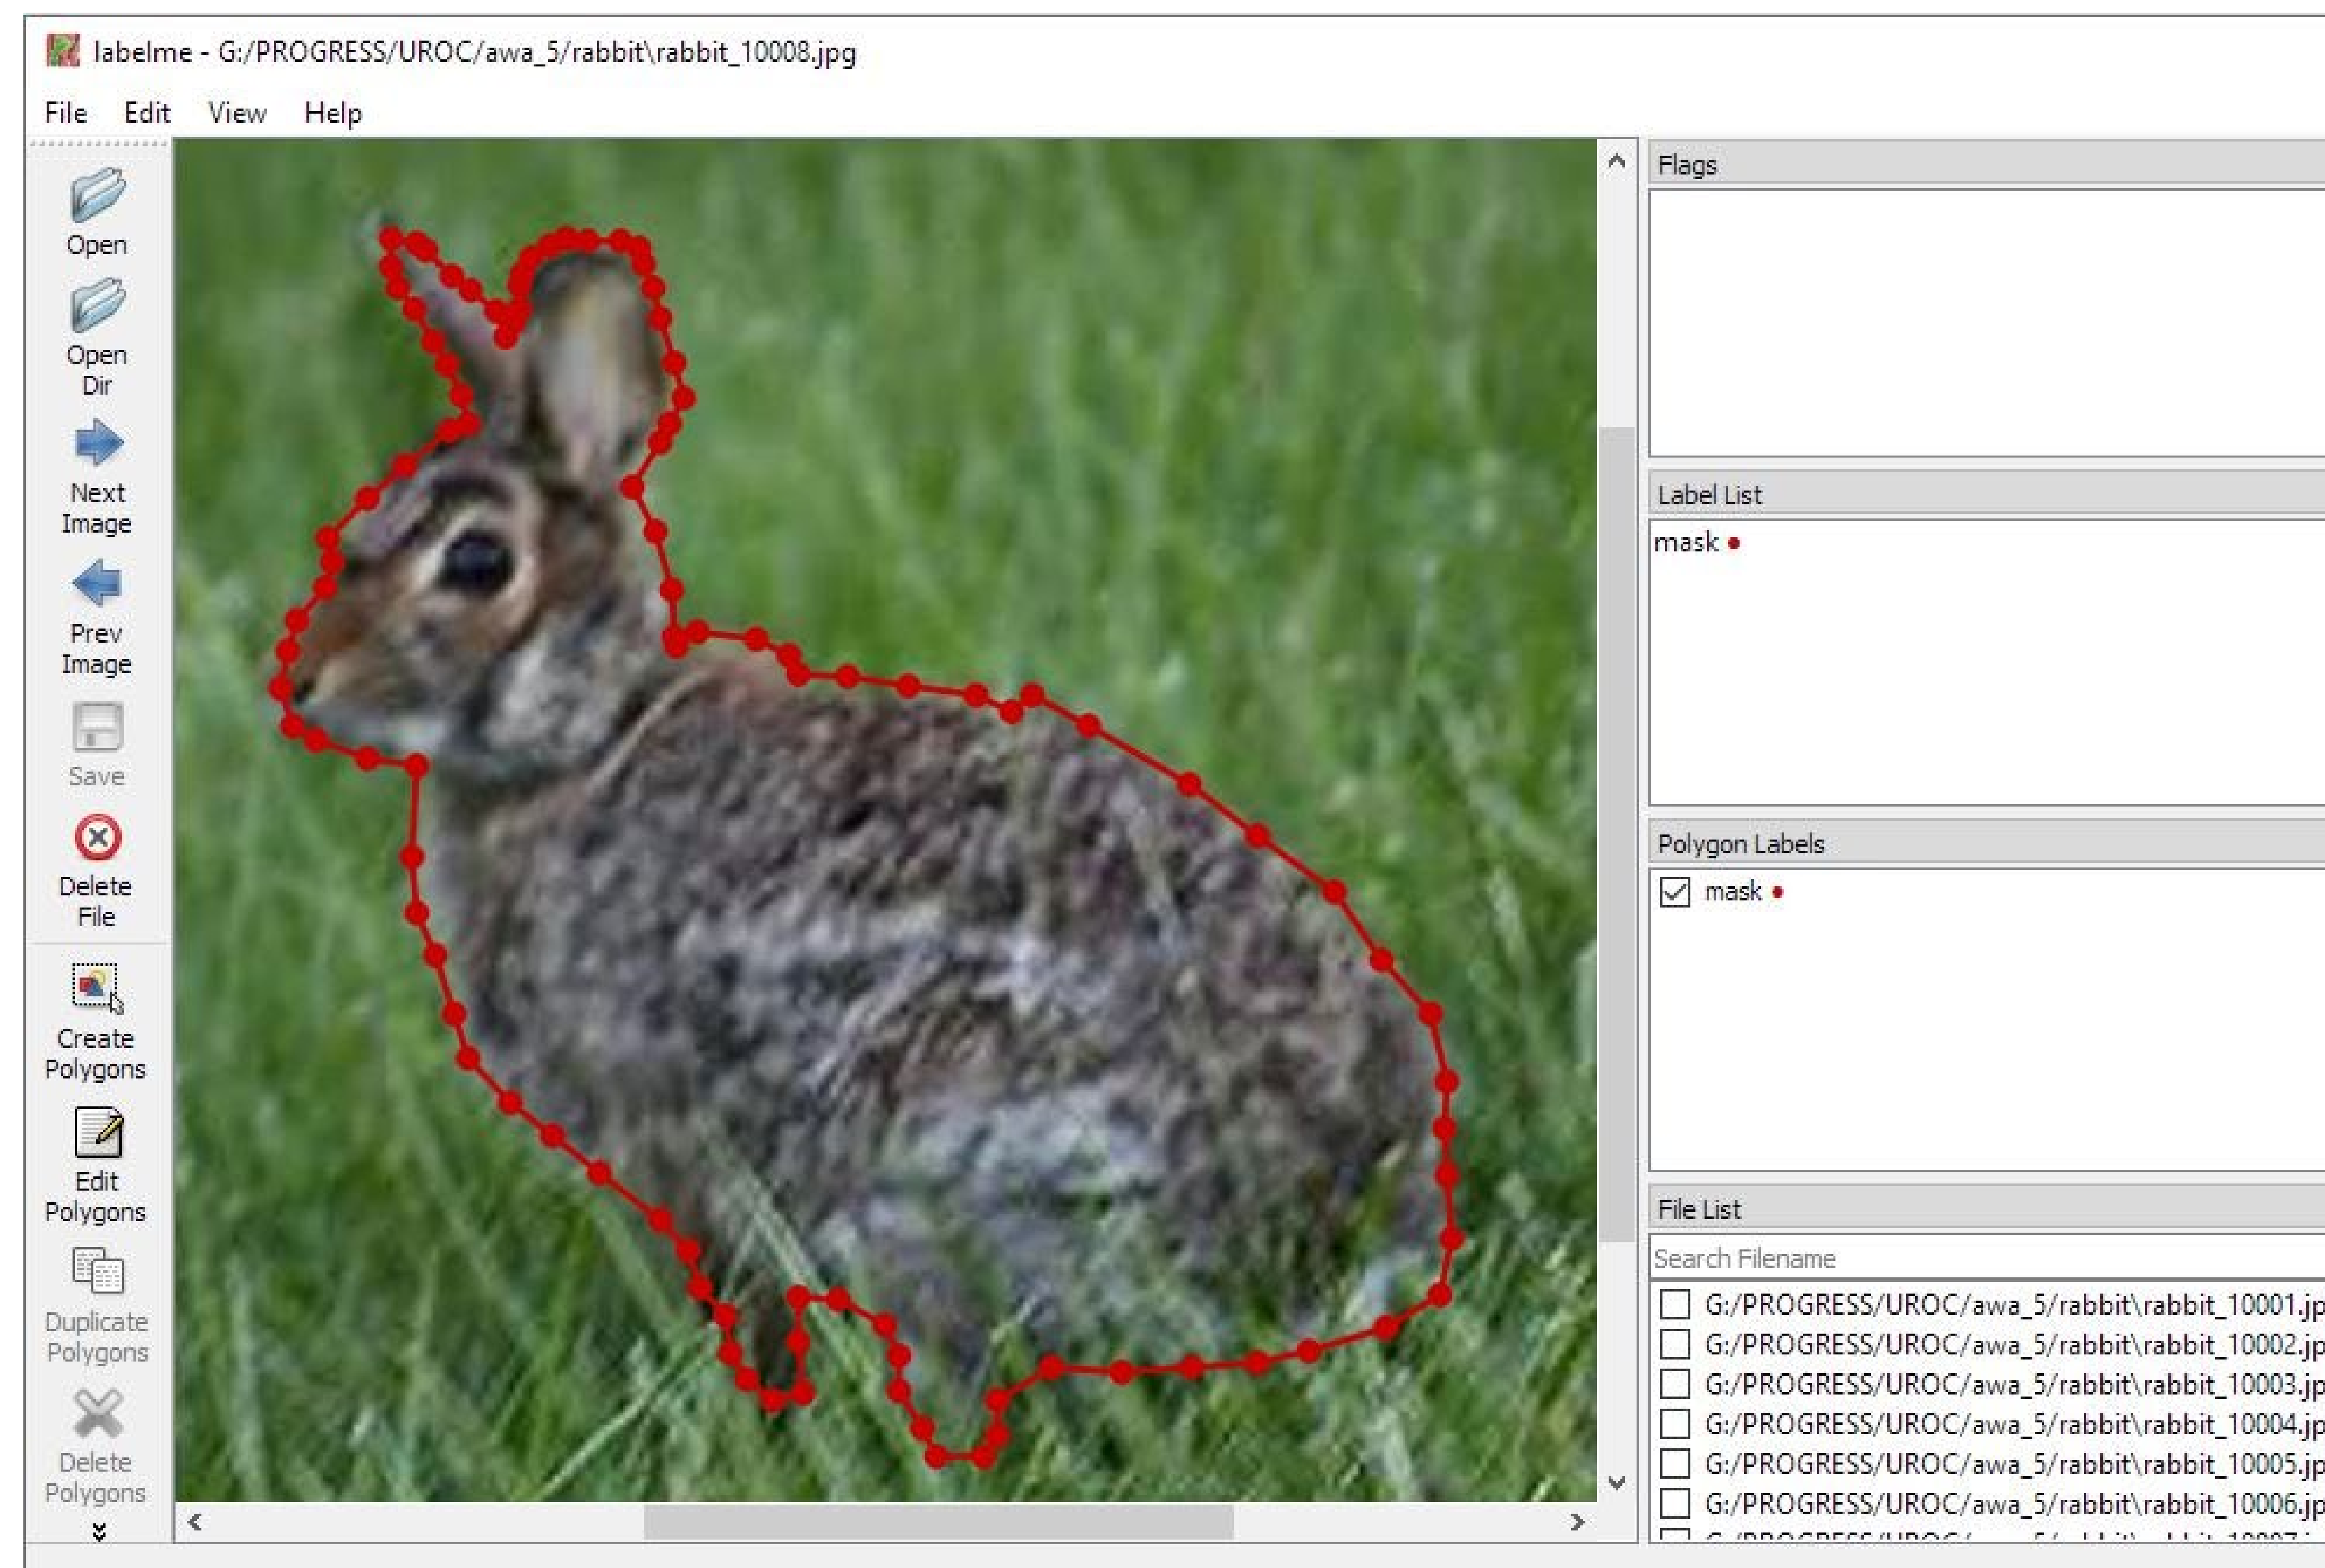 labelme - G:/PROGRESS/UROC/awa_5/rabbit\rabbit_10008.jpg
File Edit View Help
Open
Open
Dir
Next
Image
Prev
Image
Save
Delete
File
Create
Polygons
Edit
Polygons
Duplicate
Polygons
Delete
Polygons
Flags
Label List
mask
Polygon Labels
mask
File List
Search Filename
G:/PROGRESS/UROC/awa_5/rabbit\rabbit_10001.jp
G:/PROGRESS/UROC/awa_5/rabbit\rabbit_10002.jp
G:/PROGRESS/UROC/awa_5/rabbit\rabbit_10003.jp
G:/PROGRESS/UROC/awa_5/rabbit\rabbit_10004.jp
G:/PROGRESS/UROC/awa_5/rabbit\rabbit_10005.jp
G:/PROGRESS/UROC/awa_5/rabbit\rabbit_10006.jp